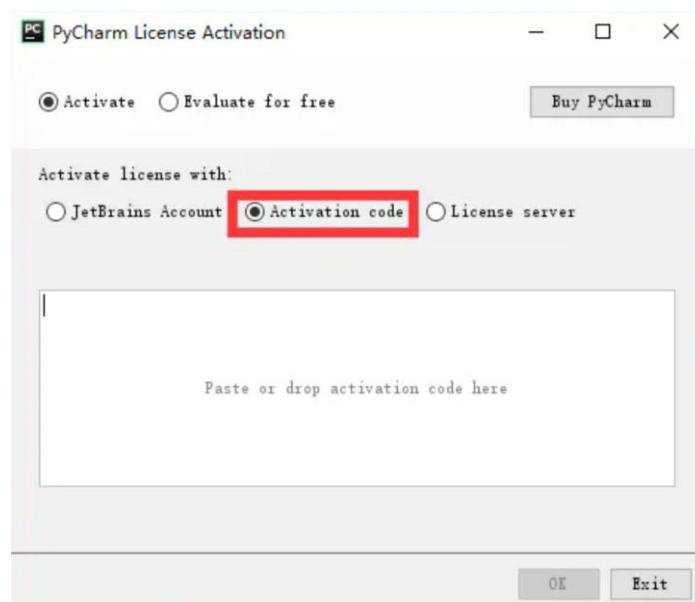 PC PyCharm License Activation
Activate Evaluate for free Buy PyCharm
Activate license with:
JetBrains Account Activation code License server
Paste or drop activation code here
OK Exit